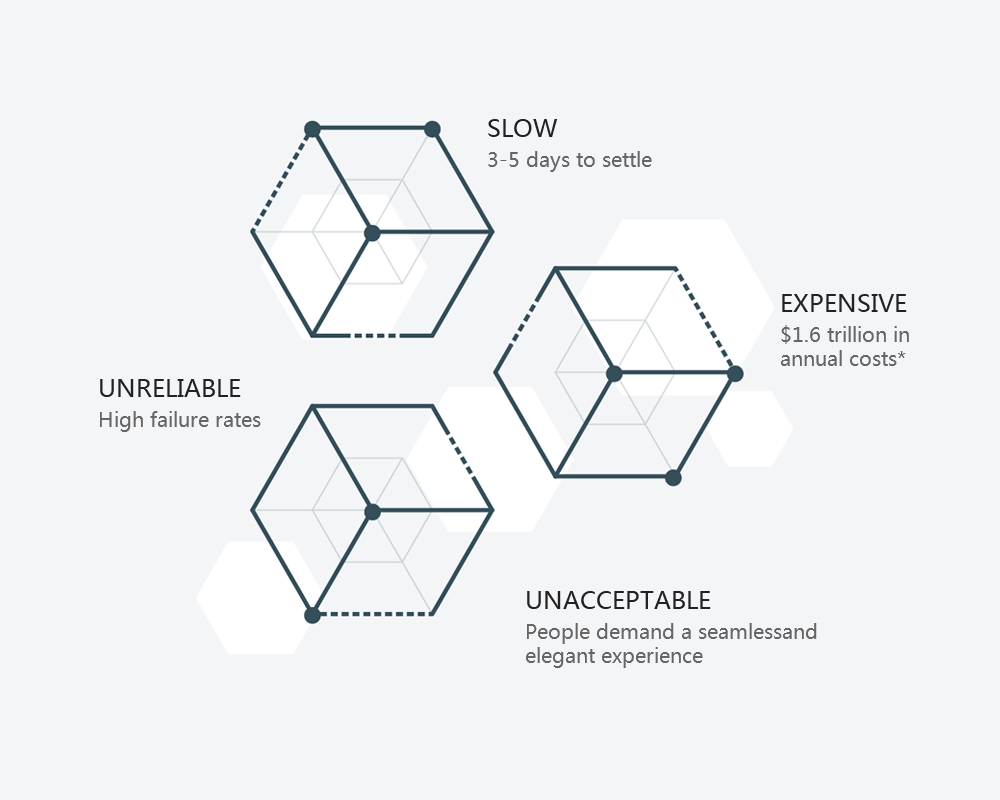 SLOW
3-5 days to settle
EXPENSIVE
$1.6 trillion in
annual costs*
UNRELIABLE
High failure rates
UNACCEPTABLE
People demand a seamlessand
elegant experience